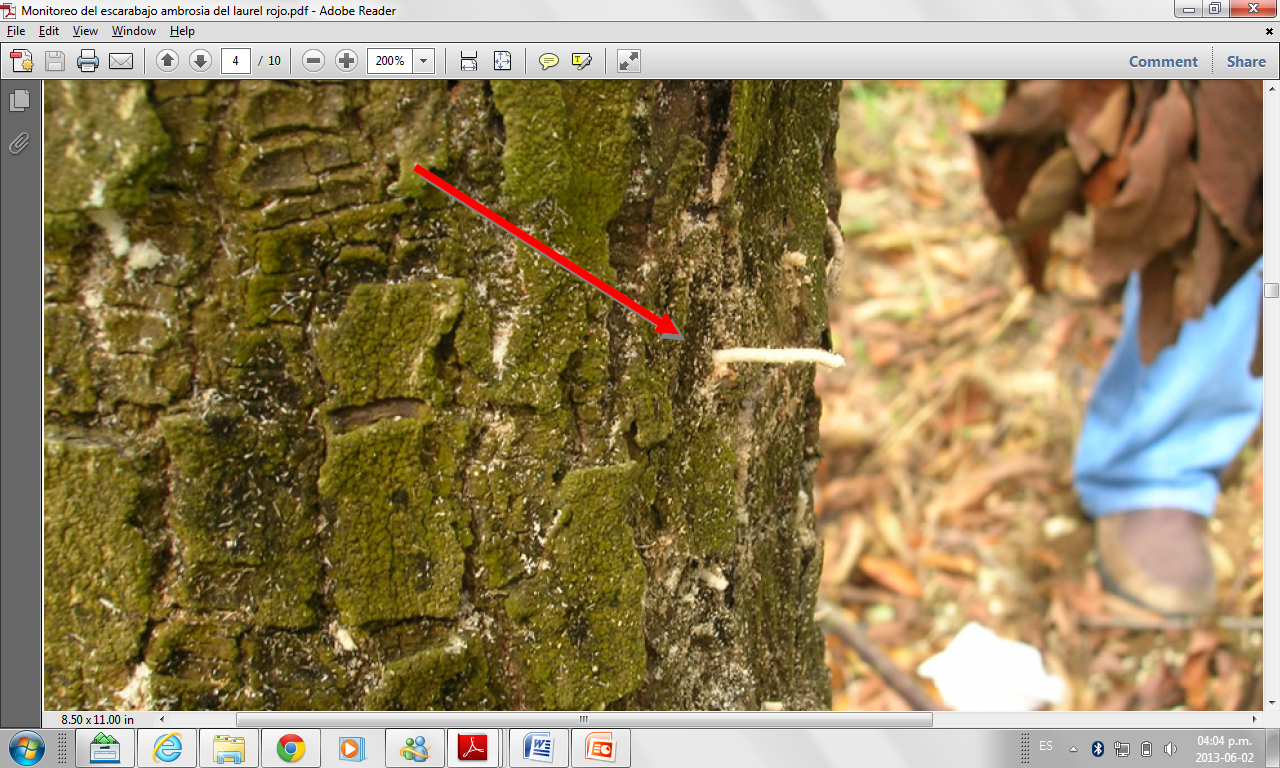 Monitoreo del escarabajo ambrosia del laurel rojo.pdf - Adobe Reader
File Edit View Window Help
4 / 10 200% Comment Share
8.50 x 11.00 in
ES 04:04 p.m.
2013-06-02